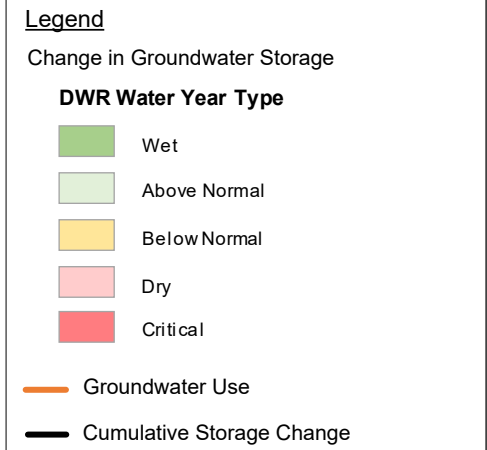 Legend
Change in Groundwater Storage
DWR Water Year Type
Wet
Above Normal
Below Normal
Dry
Critical
Groundwater Use
Cumulative Storage Change